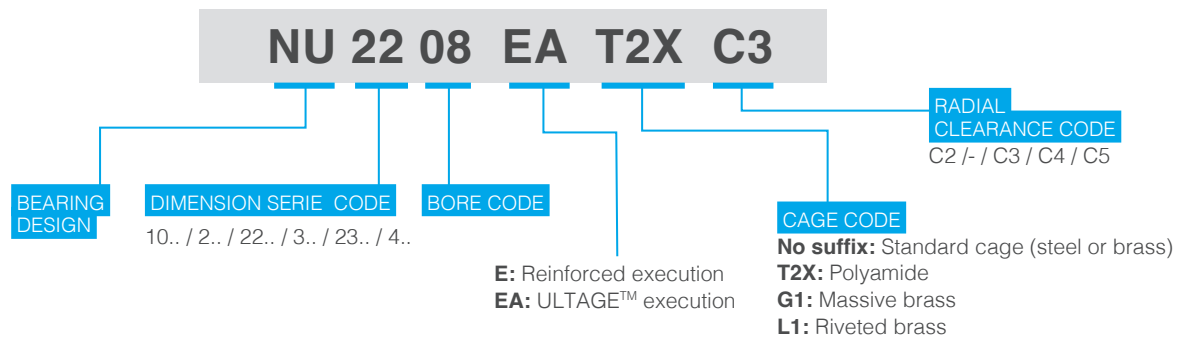 NU 22 08 EA T2X C3
RADIAL
CLEARANCE CODE
C2 /- / C3 / C4 / C5
BEARING
DESIGN
DIMENSION SERIE CODE
10.. / 2.. / 22.. / 3.. / 23.. / 4..
BORE CODE
E: Reinforced execution
EA: ULTAGE™ execution
CAGE CODE
No suffix: Standard cage (steel or brass)
T2X: Polyamide
G1: Massive brass
L1: Riveted brass